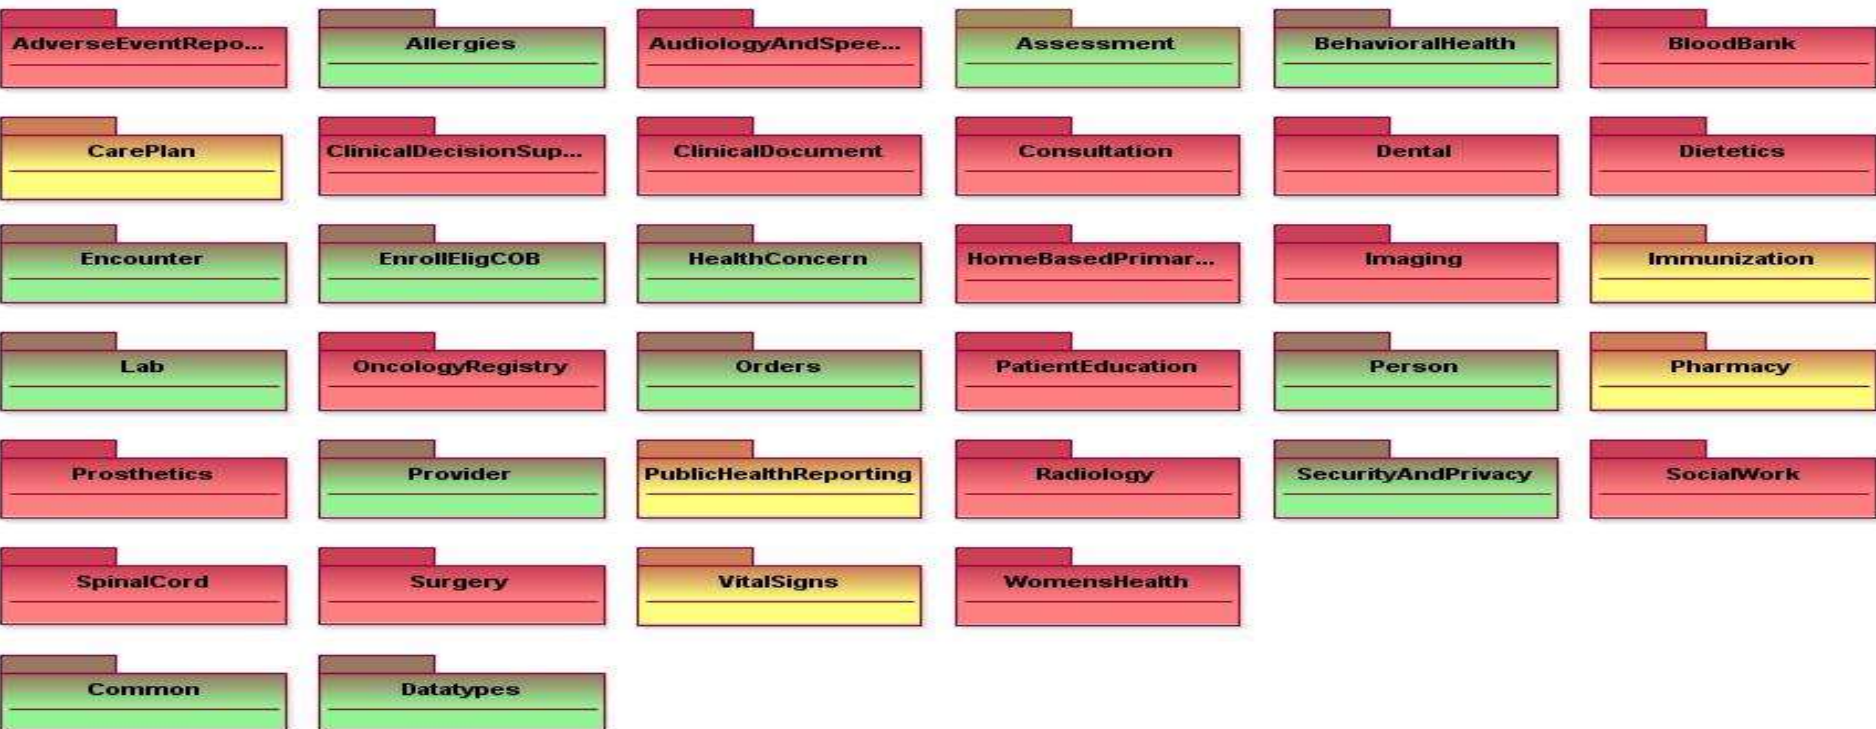 AdverseEventRepo...
Allergies
AudiologyAndSpee...
Assessment
BehavioralHealth
BloodBank
CarePlan
ClinicalDecisionSup...
ClinicalDocument
Consultation
Dental
Dietetics
Encounter
EnrollEligCOB
HealthConcern
HomeBasedPrimar...
Imaging
Immunization
Lab
OncologyRegistry
Orders
PatientEducation
Person
Pharmacy
Prosthetics
Provider
PublicHealthReporting
Radiology
SecurityAndPrivacy
SocialWork
SpinalCord
Surgery
VitalSigns
WomensHealth
Common
Datatypes